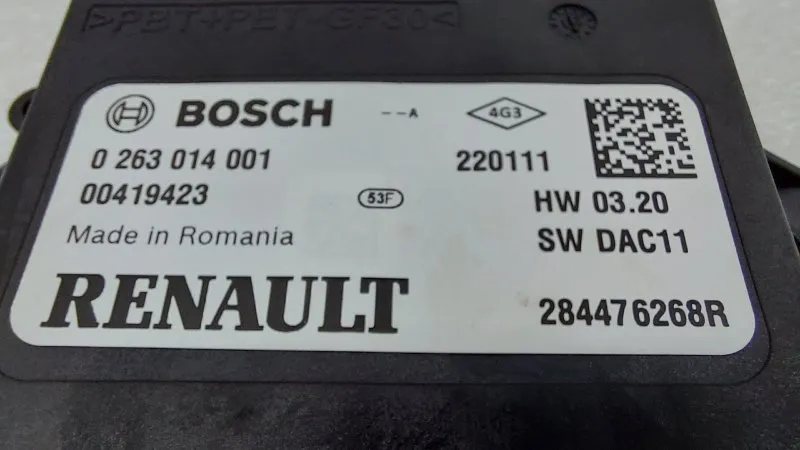 >PBT+PET-GF30<
BOSCH --A 4G3
0 263 014 001 220111
00419423 53F HW 03.20
Made in Romania SW DAC11
RENAULT 284476268R